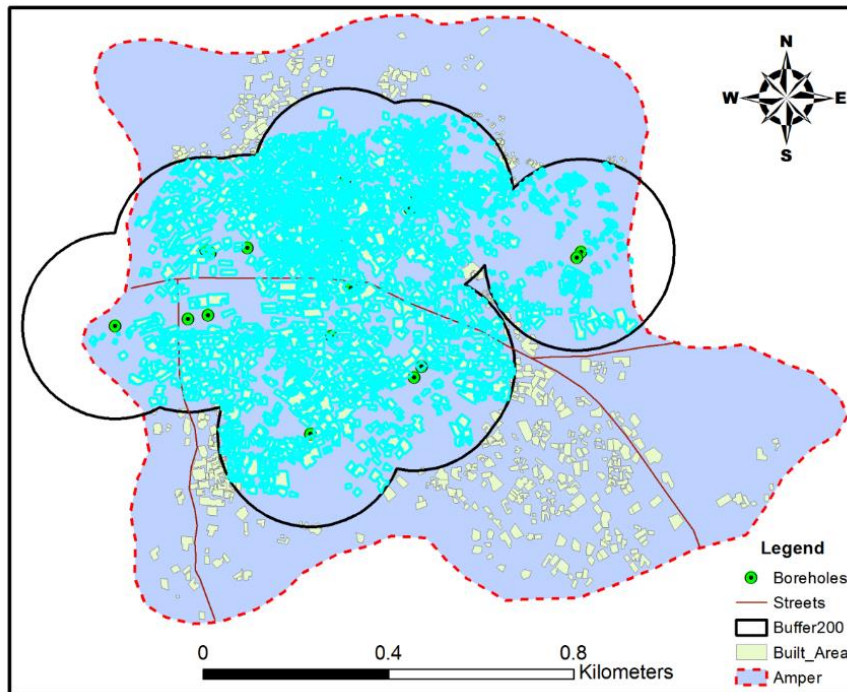 N
W E
S
Legend
Boreholes
Streets
Buffer200
Built_Area
Amper
0 0.4 0.8
Kilometers